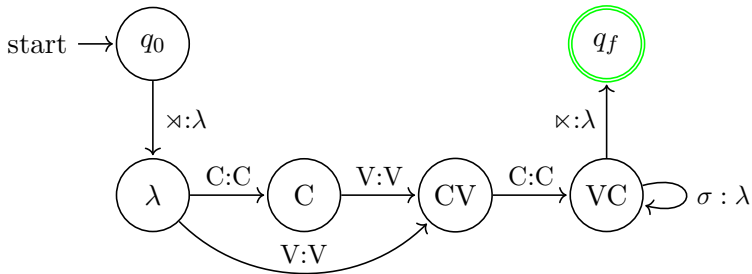 start
q₀
q_f
⋊:λ
⋉:λ
λ
C:C
C
V:V
CV
C:C
VC
σ : λ
V:V